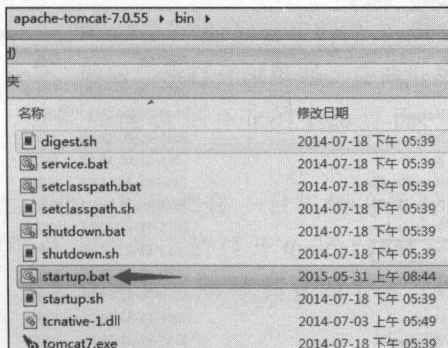 apache-tomcat-7.0.55 ▸ bin ▸
夹
名称 修改日期
digest.sh 2014-07-18 下午 05:39
service.bat 2014-07-18 下午 05:39
setclasspath.bat 2014-07-18 下午 05:39
setclasspath.sh 2014-07-18 下午 05:39
shutdown.bat 2014-07-18 下午 05:39
shutdown.sh 2014-07-18 下午 05:39
startup.bat 2015-05-31 上午 08:44
startup.sh 2014-07-18 下午 05:39
tcnative-1.dll 2014-07-03 上午 05:49
tomcat7.exe 2014-07-18 下午 05:39